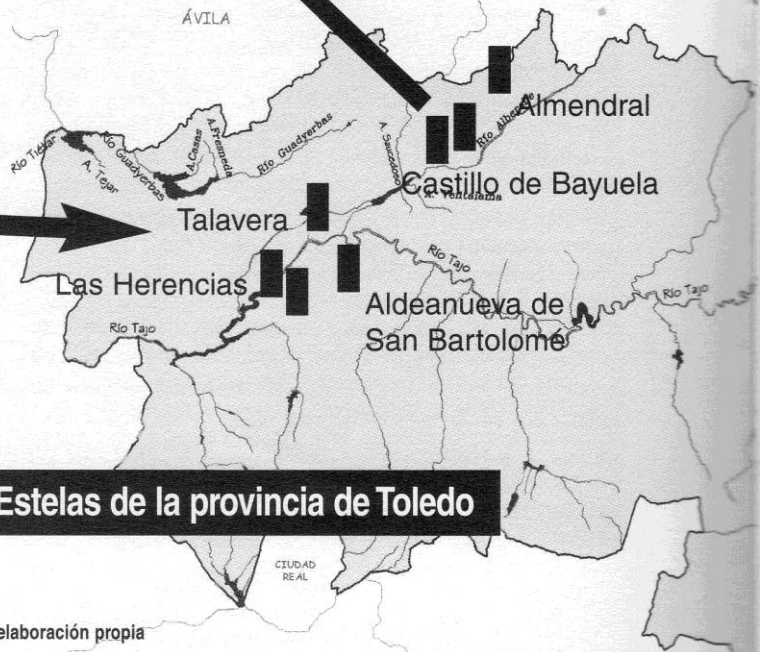 ÁVILA
Almendral
Río Alberche
A. Casas
A. Fresneda
Río Guadyerbas
A. Saucedoso
Río Tiétar
Río Guadyerbas
A. Tejar
Castillo de Bayuela
A. Ventalama
Talavera
Río Tajo
Las Herencias
Río Tajo
Aldeanueva de
San Bartolomé
Río Tajo
Estelas de la provincia de Toledo
CIUDAD
REAL
elaboración propia